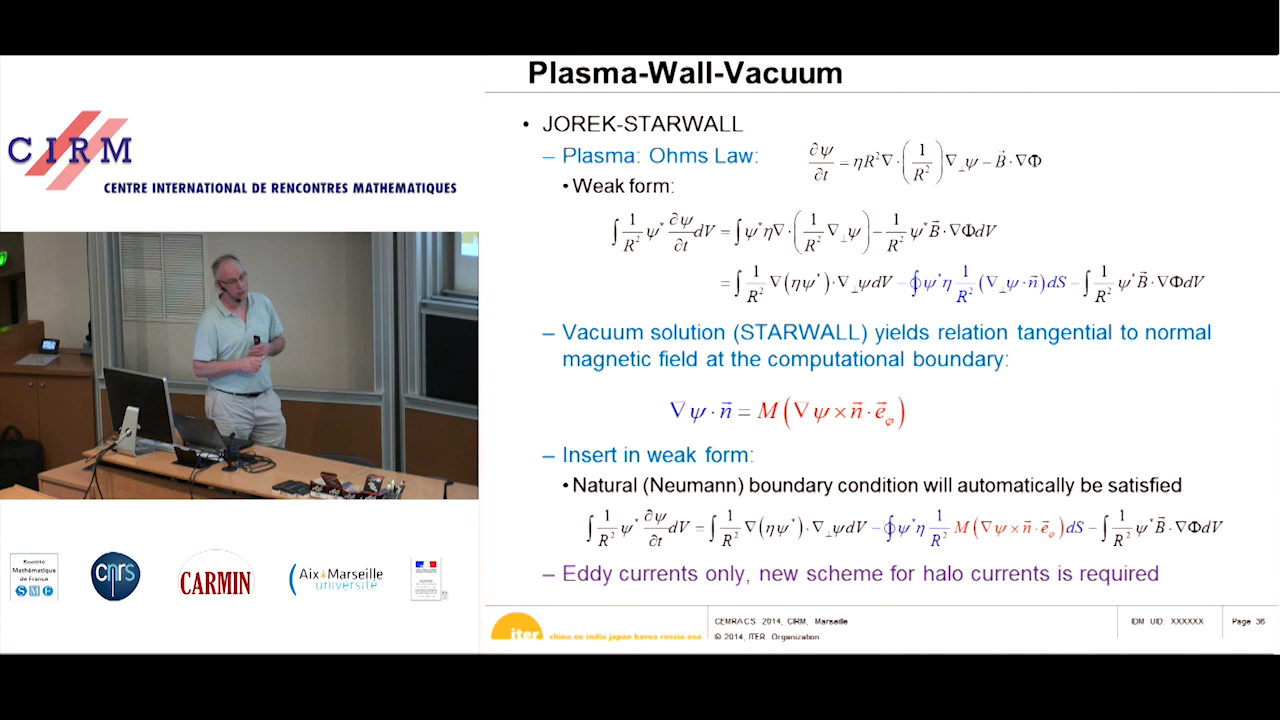 Plasma-Wall-Vacuum
CIRM
CENTRE INTERNATIONAL DE RENCONTRES MATHEMATIQUES
• JOREK-STARWALL
– Plasma: Ohms Law: ∂ψ/∂t = ηR²∇·(1/R²)∇⊥ψ − B⃗·∇Φ
• Weak form:
∫ 1/R² ψ* ∂ψ/∂t dV = ∫ ψ*η∇·(1/R² ∇⊥ψ) − 1/R² ψ* B⃗·∇Φ dV
= ∫ 1/R² ∇(ηψ*)·∇⊥ψ dV − ∮ ψ*η 1/R² (∇⊥ψ·n⃗) dS − ∫ 1/R² ψ* B⃗·∇Φ dV
– Vacuum solution (STARWALL) yields relation tangential to normal
magnetic field at the computational boundary:
∇ψ·n⃗ = M(∇ψ×n⃗·e⃗φ)
– Insert in weak form:
• Natural (Neumann) boundary condition will automatically be satisfied
∫ 1/R² ψ* ∂ψ/∂t dV = ∫ 1/R² ∇(ηψ*)·∇⊥ψ dV − ∮ ψ*η 1/R² M(∇ψ×n⃗·e⃗φ) dS − ∫ 1/R² ψ* B⃗·∇Φ dV
– Eddy currents only, new scheme for halo currents is required
Société
Mathématique
de France
SMF
cnrs
CARMIN
Aix*Marseille
université
iter
china eu india japan korea russia usa
CEMRACS 2014, CIRM, Marseille
© 2014, ITER Organization
IDM UID: XXXXXX
Page 36